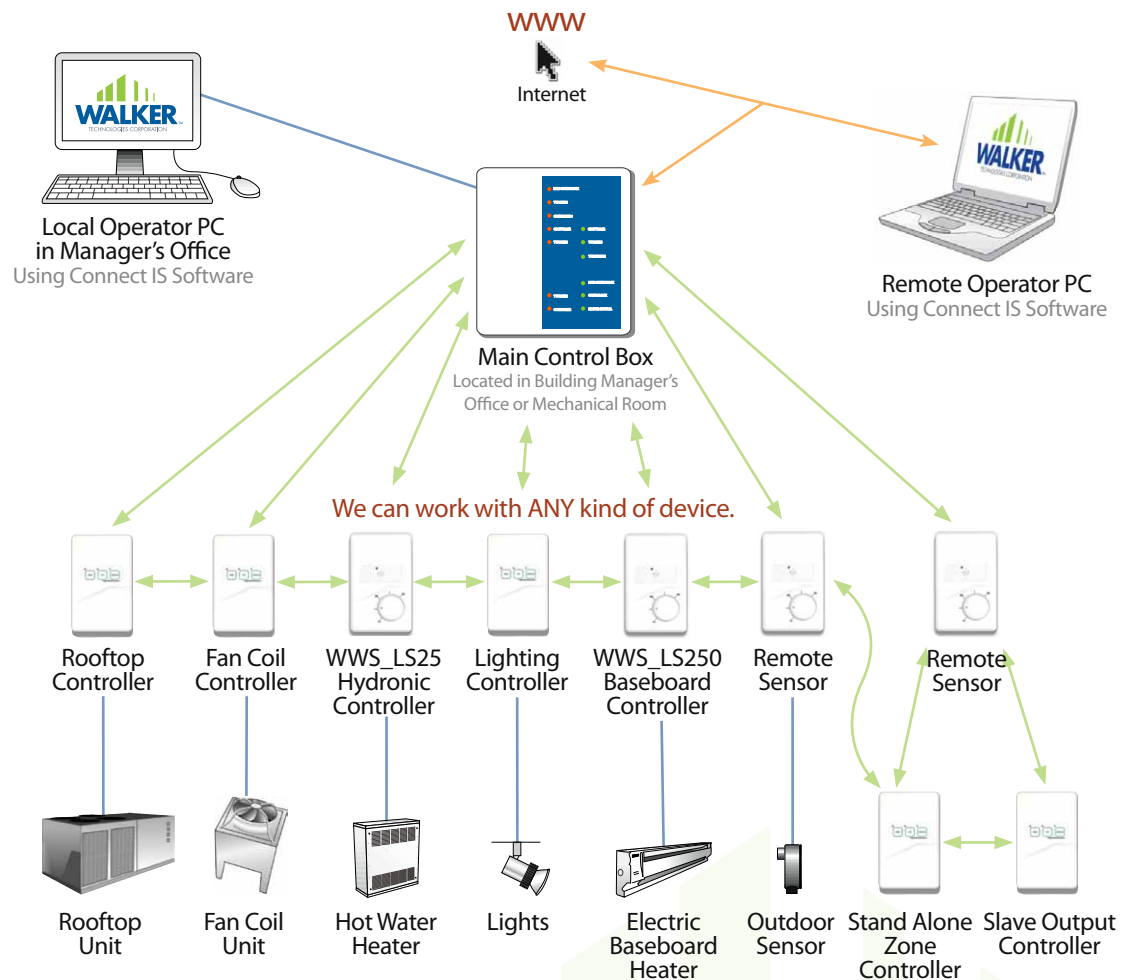 WWW
Internet
WALKER
TECHNOLOGIES CORPORATION
WALKER
TECHNOLOGIES CORPORATION
Local Operator PC
in Manager's Office
Using Connect IS Software
Remote Operator PC
Using Connect IS Software
Main Control Box
Located in Building Manager's
Office or Mechanical Room
We can work with ANY kind of device.
Rooftop
Controller
Fan Coil
Controller
WWS_LS25
Hydronic
Controller
Lighting
Controller
WWS_LS250
Baseboard
Controller
Remote
Sensor
Remote
Sensor
Rooftop
Unit
Fan Coil
Unit
Hot Water
Heater
Lights
Electric
Baseboard
Heater
Outdoor
Sensor
Stand Alone
Zone
Controller
Slave Output
Controller